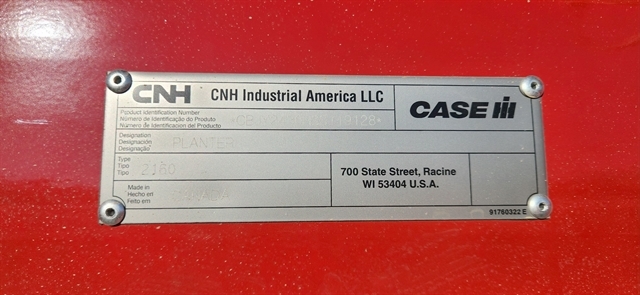 CNH CNH Industrial America LLC
CASE IH
Product Identification Number
Número de Identificação do Produto
Número de Identificación del Producto
Designation
Designación PLANTER
Designação
Type
Tipo 2160
Tipo
700 State Street, Racine
WI 53404 U.S.A.
Made in
Hecho en
Feito em
91760322 E